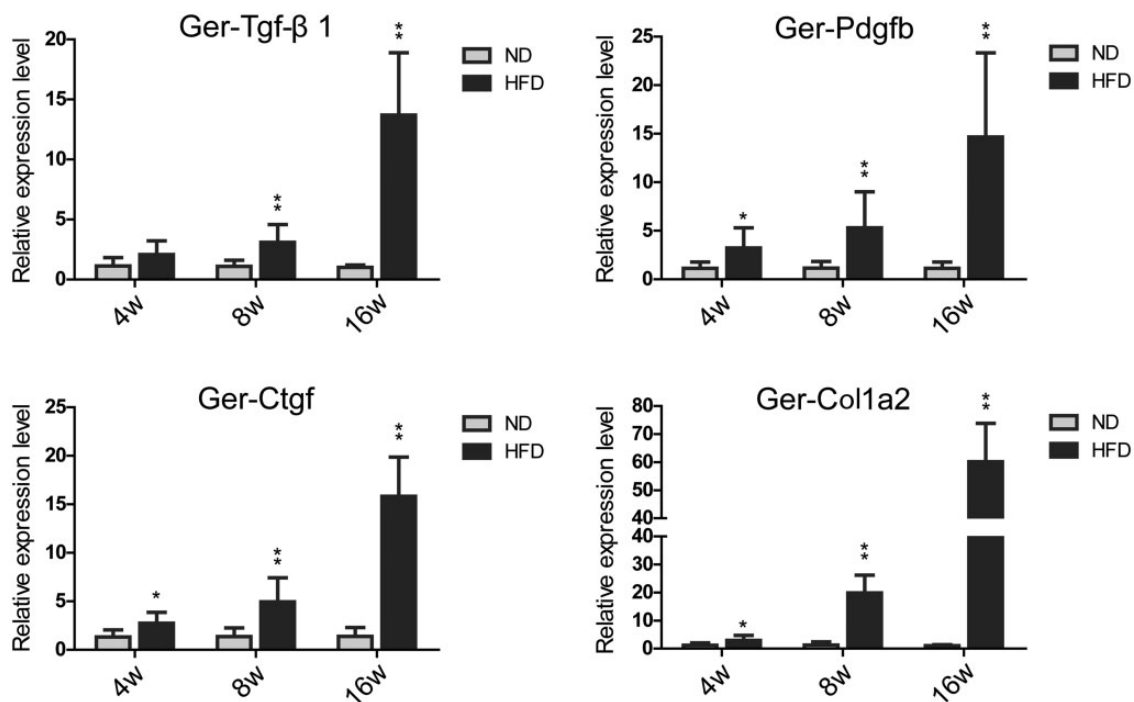 Ger-Tgf-β 1
Relative expression level
20
15
10
5
0
**
**
ND
HFD
4w
8w
16w
Ger-Pdgfb
Relative expression level
25
20
15
10
5
0
*
**
**
ND
HFD
4w
8w
16w
Ger-Ctgf
Relative expression level
25
20
15
10
5
0
*
**
**
ND
HFD
4w
8w
16w
Ger-Col1a2
Relative expression level
80
70
60
50
40
40
30
20
10
0
*
**
**
ND
HFD
4w
8w
16w